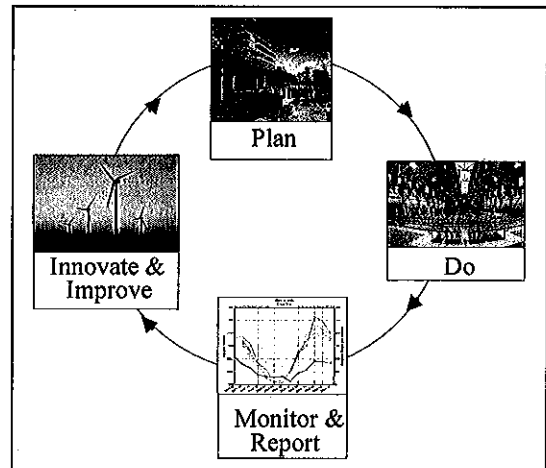 Plan
Do
Monitor &
Report
Innovate &
Improve